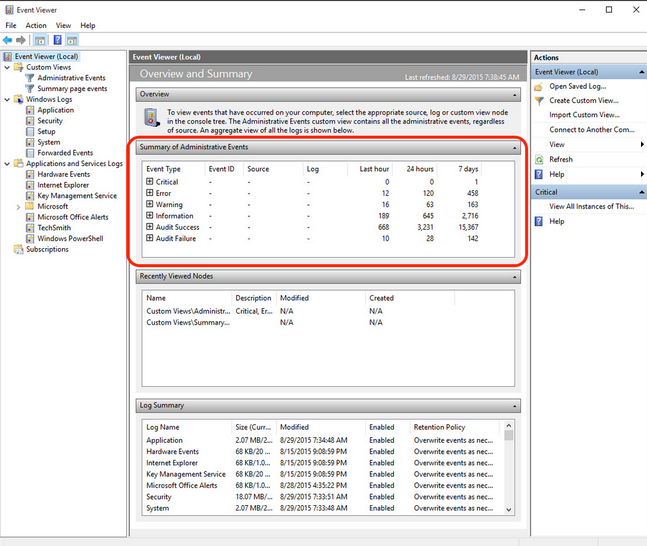 Event Viewer
File Action View Help
Event Viewer (Local)
Custom Views
Administrative Events
Summary page events
Windows Logs
Application
Security
Setup
System
Forwarded Events
Applications and Services Logs
Hardware Events
Internet Explorer
Key Management Service
Microsoft
Microsoft Office Alerts
TechSmith
Windows PowerShell
Subscriptions
Event Viewer (Local)
Overview and Summary Last refreshed: 8/29/2015 7:38:45 AM
Overview
To view events that have occurred on your computer, select the appropriate source, log or custom view node
in the console tree. The Administrative Events custom view contains all the administrative events, regardless
of source. An aggregate view of all the logs is shown below.
Summary of Administrative Events
Event Type Event ID Source Log Last hour 24 hours 7 days
Critical - - - 0 0 1
Error - - - 12 120 458
Warning - - - 16 63 163
Information - - - 189 645 2,716
Audit Success - - - 668 3,231 15,367
Audit Failure - - - 10 28 142
Recently Viewed Nodes
Name Description Modified Created
Custom Views\Administr... Critical, Er... N/A N/A
Custom Views\Summary... N/A N/A
Log Summary
Log Name Size (Curr... Modified Enabled Retention Policy
Application 2.07 MB/2... 8/29/2015 7:34:48 AM Enabled Overwrite events as nec...
Hardware Events 68 KB/20 ... 8/15/2015 9:08:59 PM Enabled Overwrite events as nec...
Internet Explorer 68 KB/1.0... 8/15/2015 9:08:59 PM Enabled Overwrite events as nec...
Key Management Service 68 KB/20 ... 8/15/2015 9:08:59 PM Enabled Overwrite events as nec...
Microsoft Office Alerts 68 KB/1.0... 8/28/2015 4:35:22 PM Enabled Overwrite events as nec...
Security 18.07 MB/... 8/29/2015 7:33:51 AM Enabled Overwrite events as nec...
System 2.07 MB/2... 8/29/2015 7:33:48 AM Enabled Overwrite events as nec...
Actions
Event Viewer (Local)
Open Saved Log...
Create Custom View...
Import Custom View...
Connect to Another Com...
View
Refresh
Help
Critical
View All Instances of This...
Help